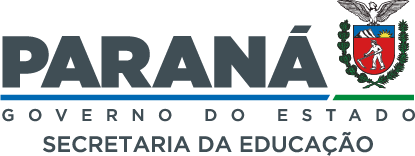 PARANÁ
GOVERNO DO ESTADO
SECRETARIA DA EDUCAÇÃO